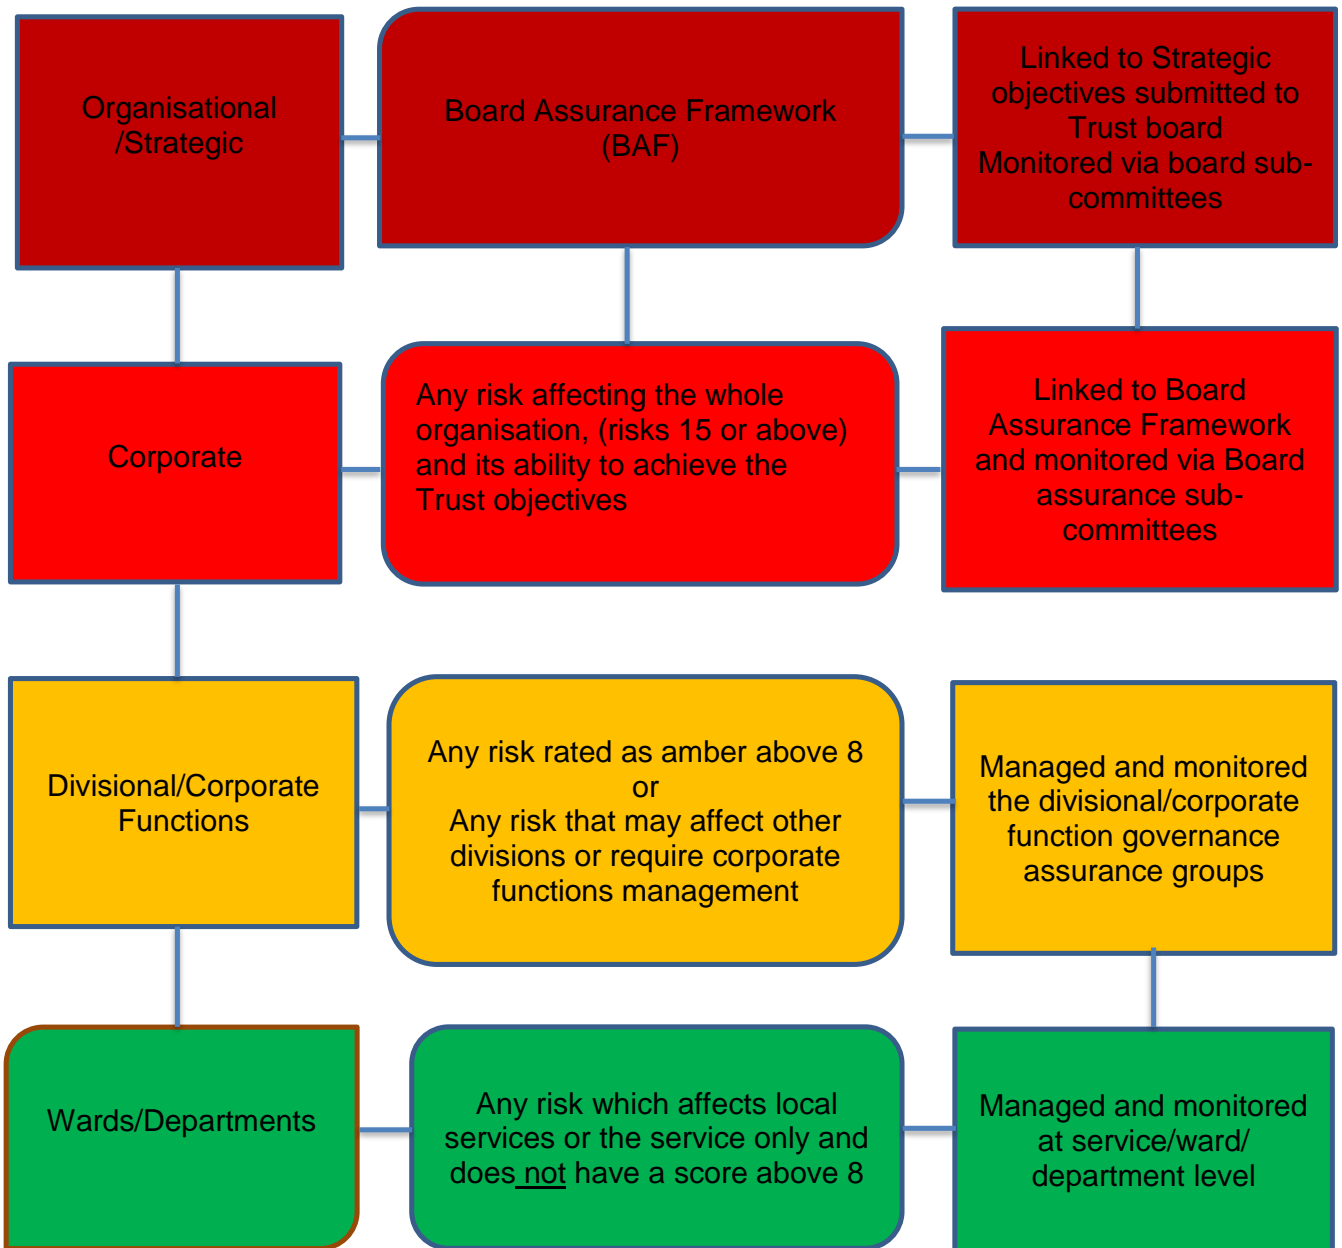 Organisational
/Strategic
Board Assurance Framework
(BAF)
Linked to Strategic
objectives submitted to
Trust board
Monitored via board sub-
committees
Corporate
Any risk affecting the whole
organisation, (risks 15 or above)
and its ability to achieve the
Trust objectives
Linked to Board
Assurance Framework
and monitored via Board
assurance sub-
committees
Divisional/Corporate
Functions
Any risk rated as amber above 8
or
Any risk that may affect other
divisions or require corporate
functions management
Managed and monitored
the divisional/corporate
function governance
assurance groups
Wards/Departments
Any risk which affects local
services or the service only and
does not have a score above 8
Managed and monitored
at service/ward/
department level